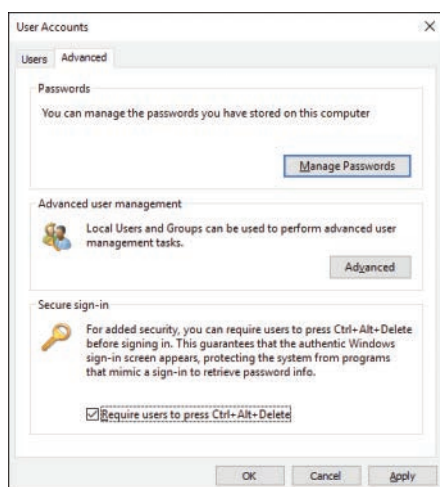 User Accounts
Users Advanced
Passwords
You can manage the passwords you have stored on this computer
Manage Passwords
Advanced user management
Local Users and Groups can be used to perform advanced user
management tasks.
Advanced
Secure sign-in
For added security, you can require users to press Ctrl+Alt+Delete
before signing in. This guarantees that the authentic Windows
sign-in screen appears, protecting the system from programs
that mimic a sign-in to retrieve password info.
Require users to press Ctrl+Alt+Delete
OK Cancel Apply